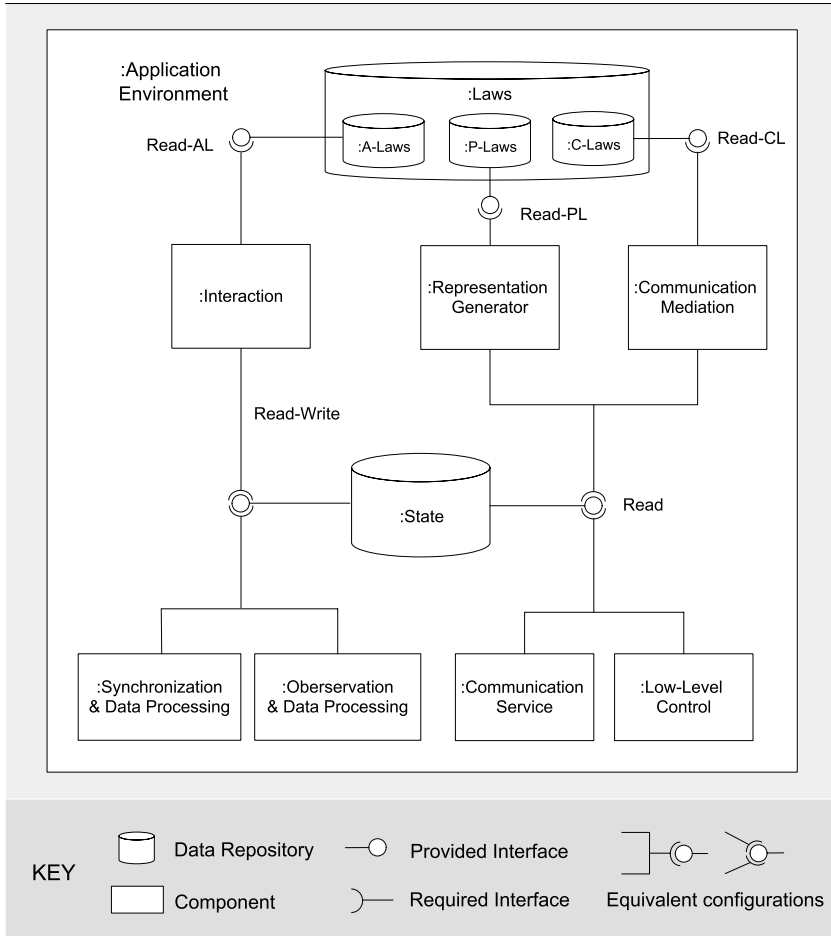 :Application
Environment
:Laws
:A-Laws
:P-Laws
:C-Laws
Read-AL
Read-CL
Read-PL
:Interaction
:Representation
Generator
:Communication
Mediation
Read-Write
:State
Read
:Synchronization
& Data Processing
:Oberservation
& Data Processing
:Communication
Service
:Low-Level
Control
KEY
Data Repository
Provided Interface
Component
Required Interface
Equivalent configurations